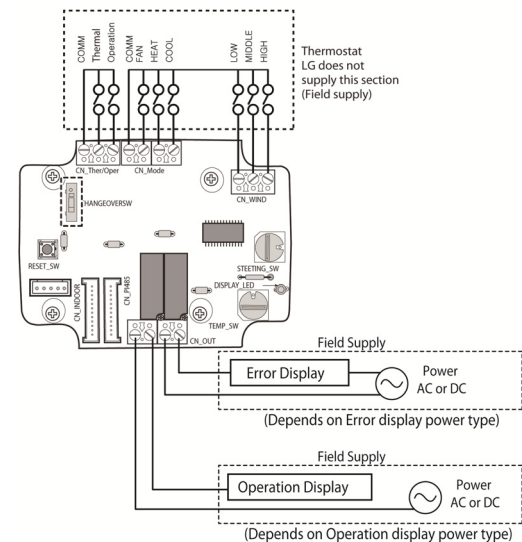 COMM
Thermal
Operation
COMM
FAN
HEAT
COOL
LOW
MIDDLE
HIGH
Thermostat
LG does not
supply this section
(Field supply)
CN_Ther/Oper
CN_Mode
CN_WIND
HANGEOVERSW
RESET_SW
CN_INDOOR
CN_PI485
STEETING_SW
DISPLAY_LED
TEMP_SW
CN_OUT
Field Supply
Error Display
Power
AC or DC
(Depends on Error display power type)
Field Supply
Operation Display
Power
AC or DC
(Depends on Operation display power type)